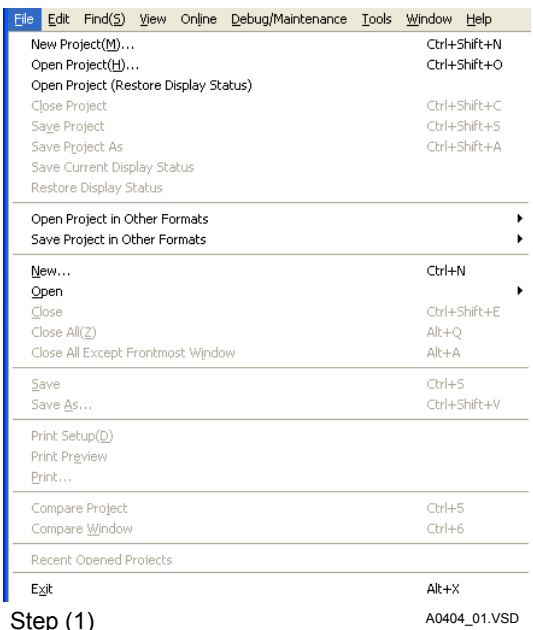 File Edit Find(S) View Online Debug/Maintenance Tools Window Help
New Project(M)... Ctrl+Shift+N
Open Project(H)... Ctrl+Shift+O
Open Project (Restore Display Status)
Close Project Ctrl+Shift+C
Save Project Ctrl+Shift+S
Save Project As Ctrl+Shift+A
Save Current Display Status
Restore Display Status
Open Project in Other Formats
Save Project in Other Formats
New... Ctrl+N
Open
Close Ctrl+Shift+E
Close All(Z) Alt+Q
Close All Except Frontmost Window Alt+A
Save Ctrl+S
Save As... Ctrl+Shift+V
Print Setup(D)
Print Preview
Print...
Compare Project Ctrl+5
Compare Window Ctrl+6
Recent Opened Projects
Exit Alt+X
Step (1) A0404_01.VSD